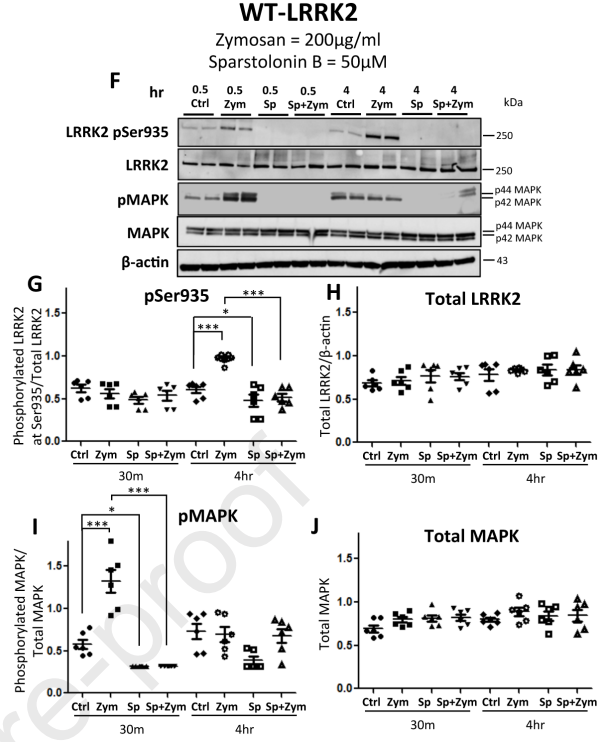 WT-LRRK2
Zymosan = 200µg/ml
Sparstolonin B = 50µM
F
hr 0.5 0.5 0.5 0.5 4 4 4 4
Ctrl Zym Sp Sp+Zym Ctrl Zym Sp Sp+Zym kDa
LRRK2 pSer935 250
LRRK2 250
pMAPK p44 MAPK
p42 MAPK
MAPK p44 MAPK
p42 MAPK
β-actin 43
G pSer935
Phosphorylated LRRK2
at Ser935/Total LRRK2
1.5
1.0
0.5
0.0
*** * ***
Ctrl Zym Sp Sp+Zym Ctrl Zym Sp Sp+Zym
30m 4hr
H Total LRRK2
Total LRRK2/β-actin
1.5
1.0
0.5
0.0
Ctrl Zym Sp Sp+Zym Ctrl Zym Sp Sp+Zym
30m 4hr
I pMAPK
Phosphorylated MAPK/
Total MAPK
1.5
1.0
0.5
0.0
*** * ***
Ctrl Zym Sp Sp+Zym Ctrl Zym Sp Sp+Zym
30m 4hr
J Total MAPK
Total MAPK
1.5
1.0
0.5
0.0
Ctrl Zym Sp Sp+Zym Ctrl Zym Sp Sp+Zym
30m 4hr
re-proof